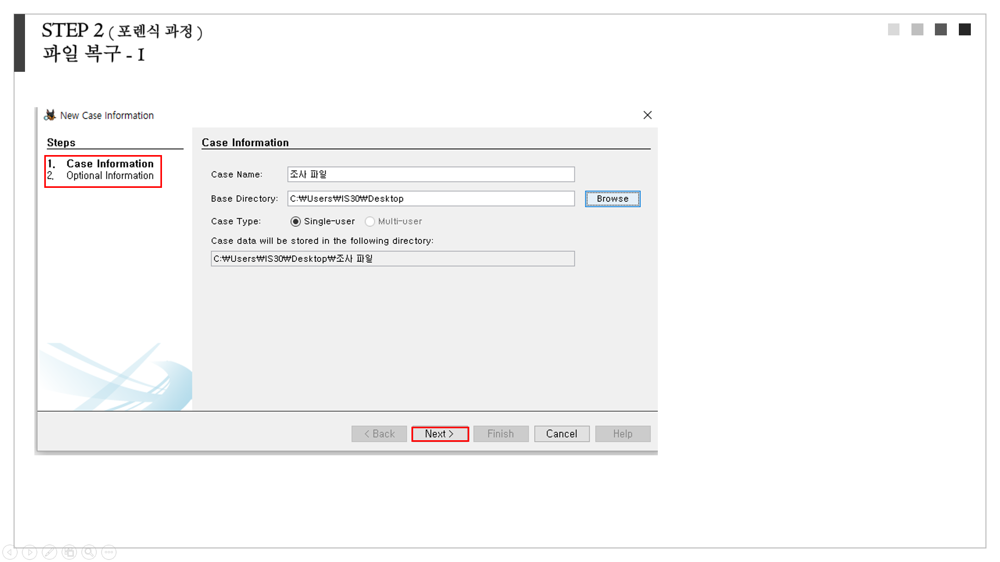 STEP 2 ( 포렌식 과정 )
파일 복구 - I
New Case Information
Steps
1. Case Information
2. Optional Information
Case Information
Case Name: 조사 파일
Base Directory: C:₩Users₩IS30₩Desktop Browse
Case Type: Single-user Multi-user
Case data will be stored in the following directory:
C:₩Users₩IS30₩Desktop₩조사 파일
< Back Next > Finish Cancel Help